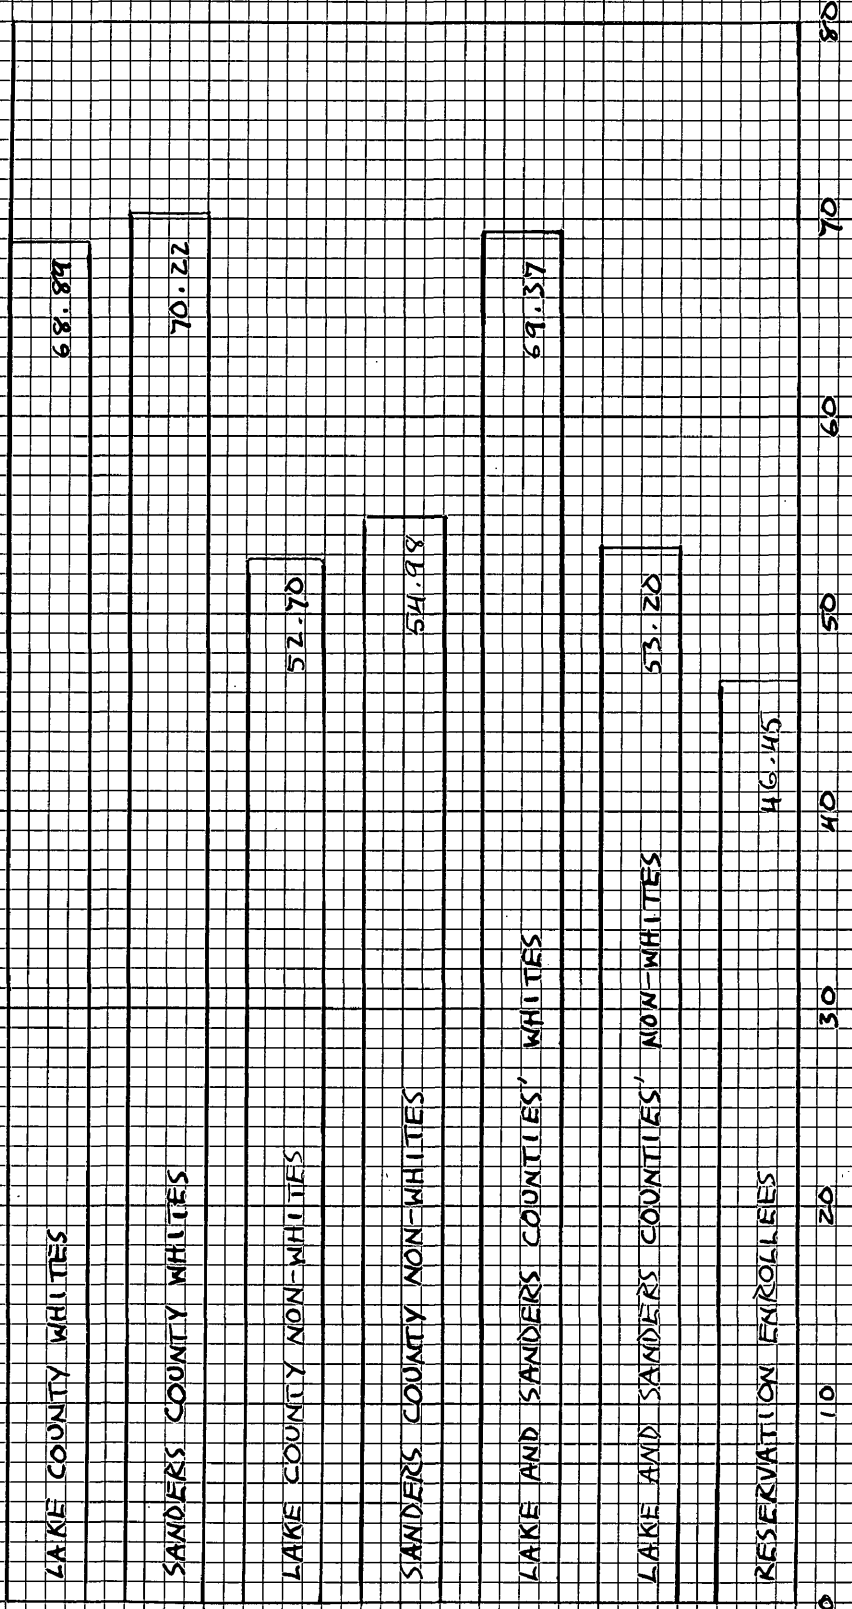 LAKE COUNTY WHITES 68.89
SANDERS COUNTY WHITES 70.22
LAKE COUNTY NON-WHITES 52.70
SANDERS COUNTY NON-WHITES 54.98
LAKE AND SANDERS COUNTIES' WHITES 69.37
LAKE AND SANDERS COUNTIES' NON-WHITES 53.20
RESERVATION ENROLLEES 46.45
0 10 20 30 40 50 60 70 80